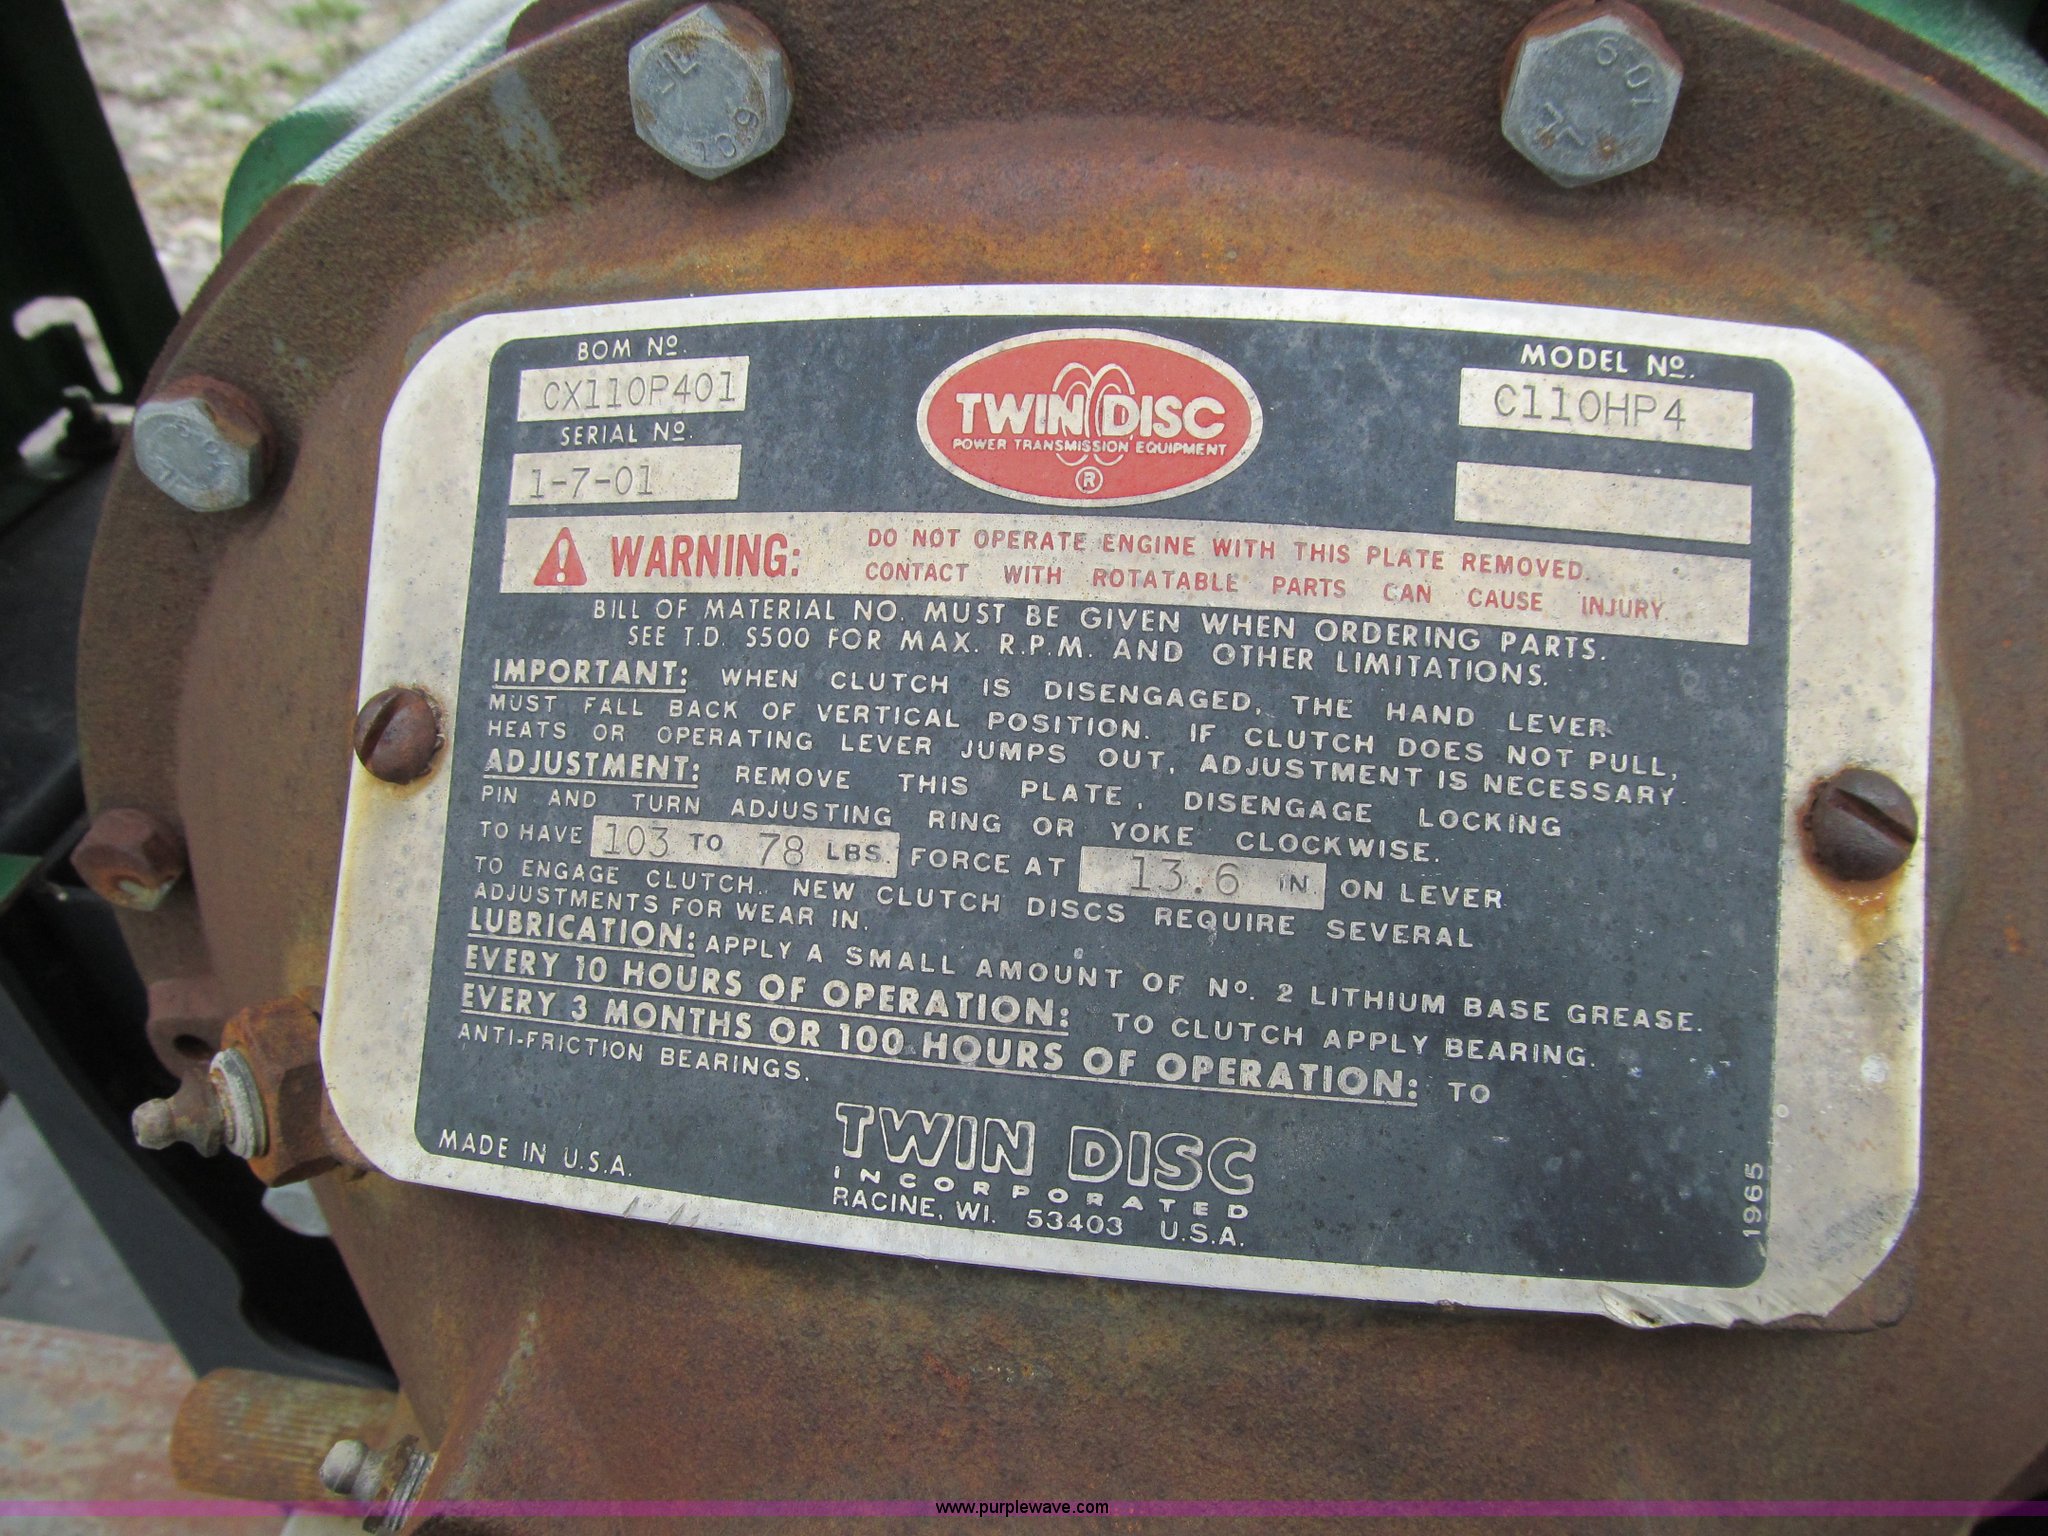 10.9
10.9
BOM Nº.
CX110P401
SERIAL Nº.
1-7-01
TWIN DISC
POWER TRANSMISSION EQUIPMENT
®
MODEL Nº.
C110HP4
WARNING: DO NOT OPERATE ENGINE WITH THIS PLATE REMOVED.
CONTACT WITH ROTATABLE PARTS CAN CAUSE INJURY.
BILL OF MATERIAL NO. MUST BE GIVEN WHEN ORDERING PARTS.
SEE T.D. S500 FOR MAX. R.P.M. AND OTHER LIMITATIONS.
IMPORTANT: WHEN CLUTCH IS DISENGAGED, THE HAND LEVER
MUST FALL BACK OF VERTICAL POSITION. IF CLUTCH DOES NOT PULL,
HEATS OR OPERATING LEVER JUMPS OUT, ADJUSTMENT IS NECESSARY.
ADJUSTMENT: REMOVE THIS PLATE, DISENGAGE LOCKING
PIN AND TURN ADJUSTING RING OR YOKE CLOCKWISE.
TO HAVE 103 TO 78 LBS. FORCE AT 13.6 IN. ON LEVER
TO ENGAGE CLUTCH. NEW CLUTCH DISCS REQUIRE SEVERAL
ADJUSTMENTS FOR WEAR IN.
LUBRICATION: APPLY A SMALL AMOUNT OF Nº. 2 LITHIUM BASE GREASE.
EVERY 10 HOURS OF OPERATION: TO CLUTCH APPLY BEARING.
EVERY 3 MONTHS OR 100 HOURS OF OPERATION: TO
ANTI-FRICTION BEARINGS.
MADE IN U.S.A.
TWIN DISC
INCORPORATED
RACINE, WI. 53403 U.S.A.
1965
www.purplewave.com